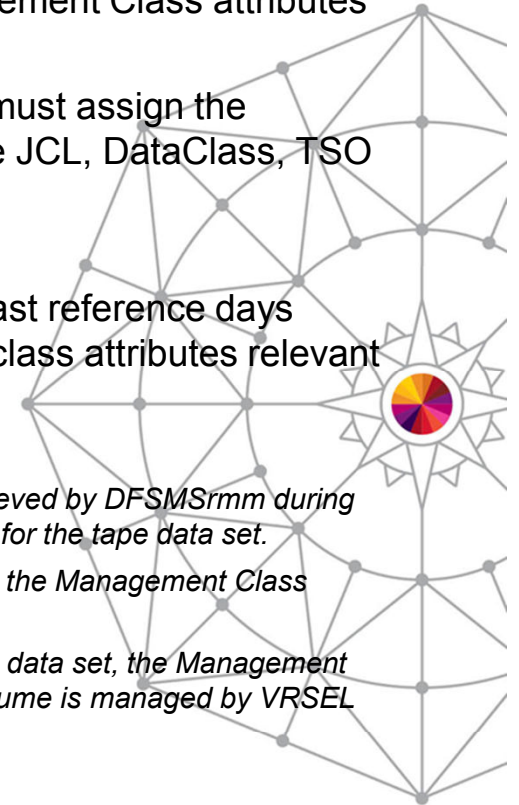 ement Class attributes
must assign the
e JCL, DataClass, TSO
ast reference days
class attributes relevant
eved by DFSMSrmm during
for the tape data set.
the Management Class
data set, the Management
ume is managed by VRSEL